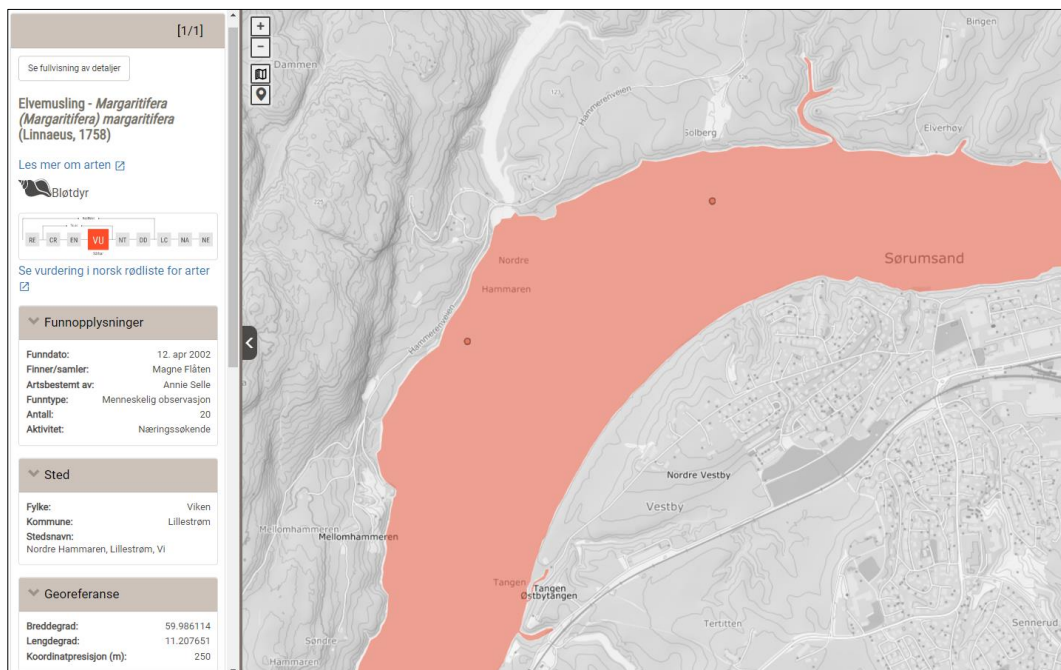 [1/1]
Se fullvisning av detaljer
Elvemusling - Margaritifera
(Margaritifera) margaritifera
(Linnaeus, 1758)
Les mer om arten
Bløtdyr
RE CR EN VU NT DD LC NA NE
Se vurdering i norsk rødliste for arter
Funnopplysninger
Funndato: 12. apr 2002
Finner/samler: Magne Flåten
Artsbestemt av: Annie Selle
Funntype: Menneskelig observasjon
Antall: 20
Aktivitet: Næringssøkende
Sted
Fylke: Viken
Kommune: Lillestrøm
Stedsnavn:
Nordre Hammaren, Lillestrøm, Vi
Georeferanse
Breddegrad: 59.986114
Lengdegrad: 11.207651
Koordinatpresisjon (m): 250
+
−
Dammen
Bingen
123
126
Hammerenveien
Solberg
Elverhøy
Nordre
Hammaren
Sørumsand
Hammerenveien
Nordre Vestby
Vestby
Mellomhammeren
Mellomhammeren
Tangen
Tangen
Østbytangen
Tertitten
Sennerud
Søndre
Hammaren